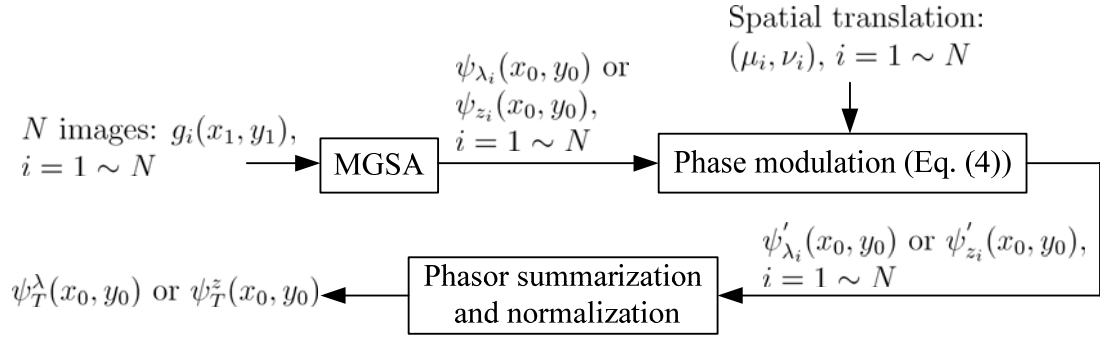 N images: g_i(x_1, y_1),
i = 1 ∼ N
MGSA
ψ_{λ_i}(x_0, y_0) or
ψ_{z_i}(x_0, y_0),
i = 1 ∼ N
Spatial translation:
(μ_i, ν_i), i = 1 ∼ N
Phase modulation (Eq. (4))
ψ′_{λ_i}(x_0, y_0) or ψ′_{z_i}(x_0, y_0),
i = 1 ∼ N
Phasor summarization
and normalization
ψ_T^λ(x_0, y_0) or ψ_T^z(x_0, y_0)